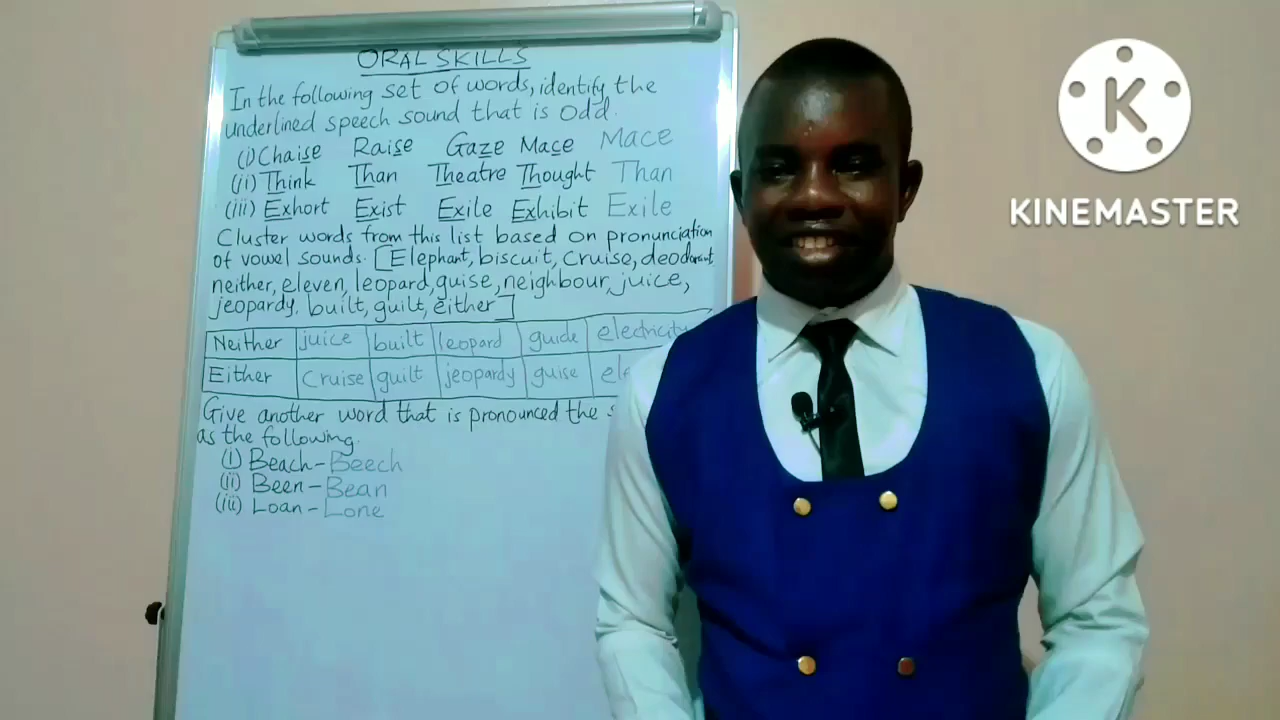 ORAL SKILLS
In the following set of words, identify the
underlined speech sound that is odd.
(i) Chaise Raise Gaze Mace Mace
(ii) Think Than Theatre Thought Than
(iii) Exhort Exist Exile Exhibit Exile
Cluster words from this list based on pronunciation
of vowel sounds. [Elephant, biscuit, cruise, deodorant,
neither, eleven, leopard, guise, neighbour, juice,
jeopardy, built, guilt, either]
Neither juice built leopard guide electricity
Either Cruise guilt jeopardy guise
Give another word that is pronounced the
as the following.
(i) Beach - Beech
(ii) Been - Bean
(iii) Loan - Lone
K
KINEMASTER